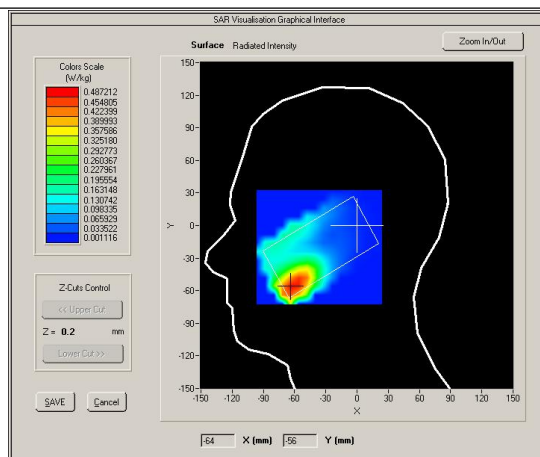 SAR Visualisation Graphical Interface
Surface Radiated Intensity
Zoom In/Out
Colors Scale
(W/kg)
0.487212
0.454805
0.422399
0.389993
0.357586
0.325180
0.292773
0.260367
0.227961
0.195554
0.163148
0.130742
0.098335
0.065929
0.033522
0.001116
Z-Cuts Control
<< Upper Cut
Z = 0.2 mm
Lower Cut >>
SAVE Cancel
150
120
90
60
30
0
-30
-60
-90
-120
-150
Y
-150 -120 -90 -60 -30 0 30 60 90 120 150
X
-64 X (mm) -56 Y (mm)